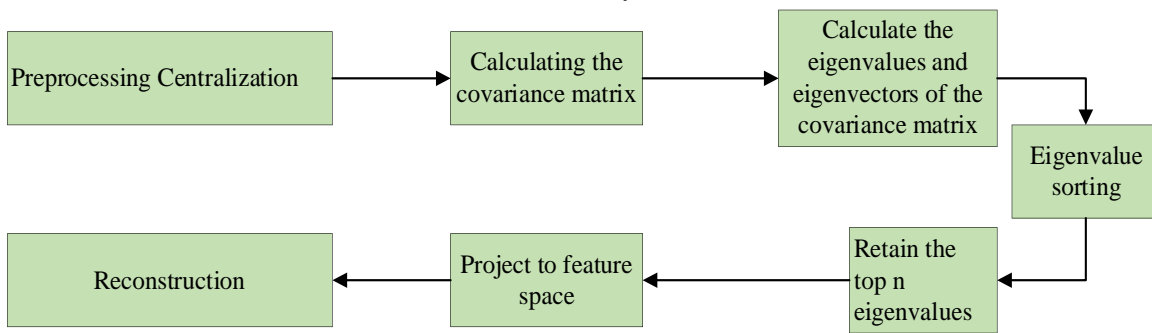 Preprocessing Centralization
Calculating the
covariance matrix
Calculate the
eigenvalues and
eigenvectors of the
covariance matrix
Eigenvalue
sorting
Retain the
top n
eigenvalues
Project to feature
space
Reconstruction